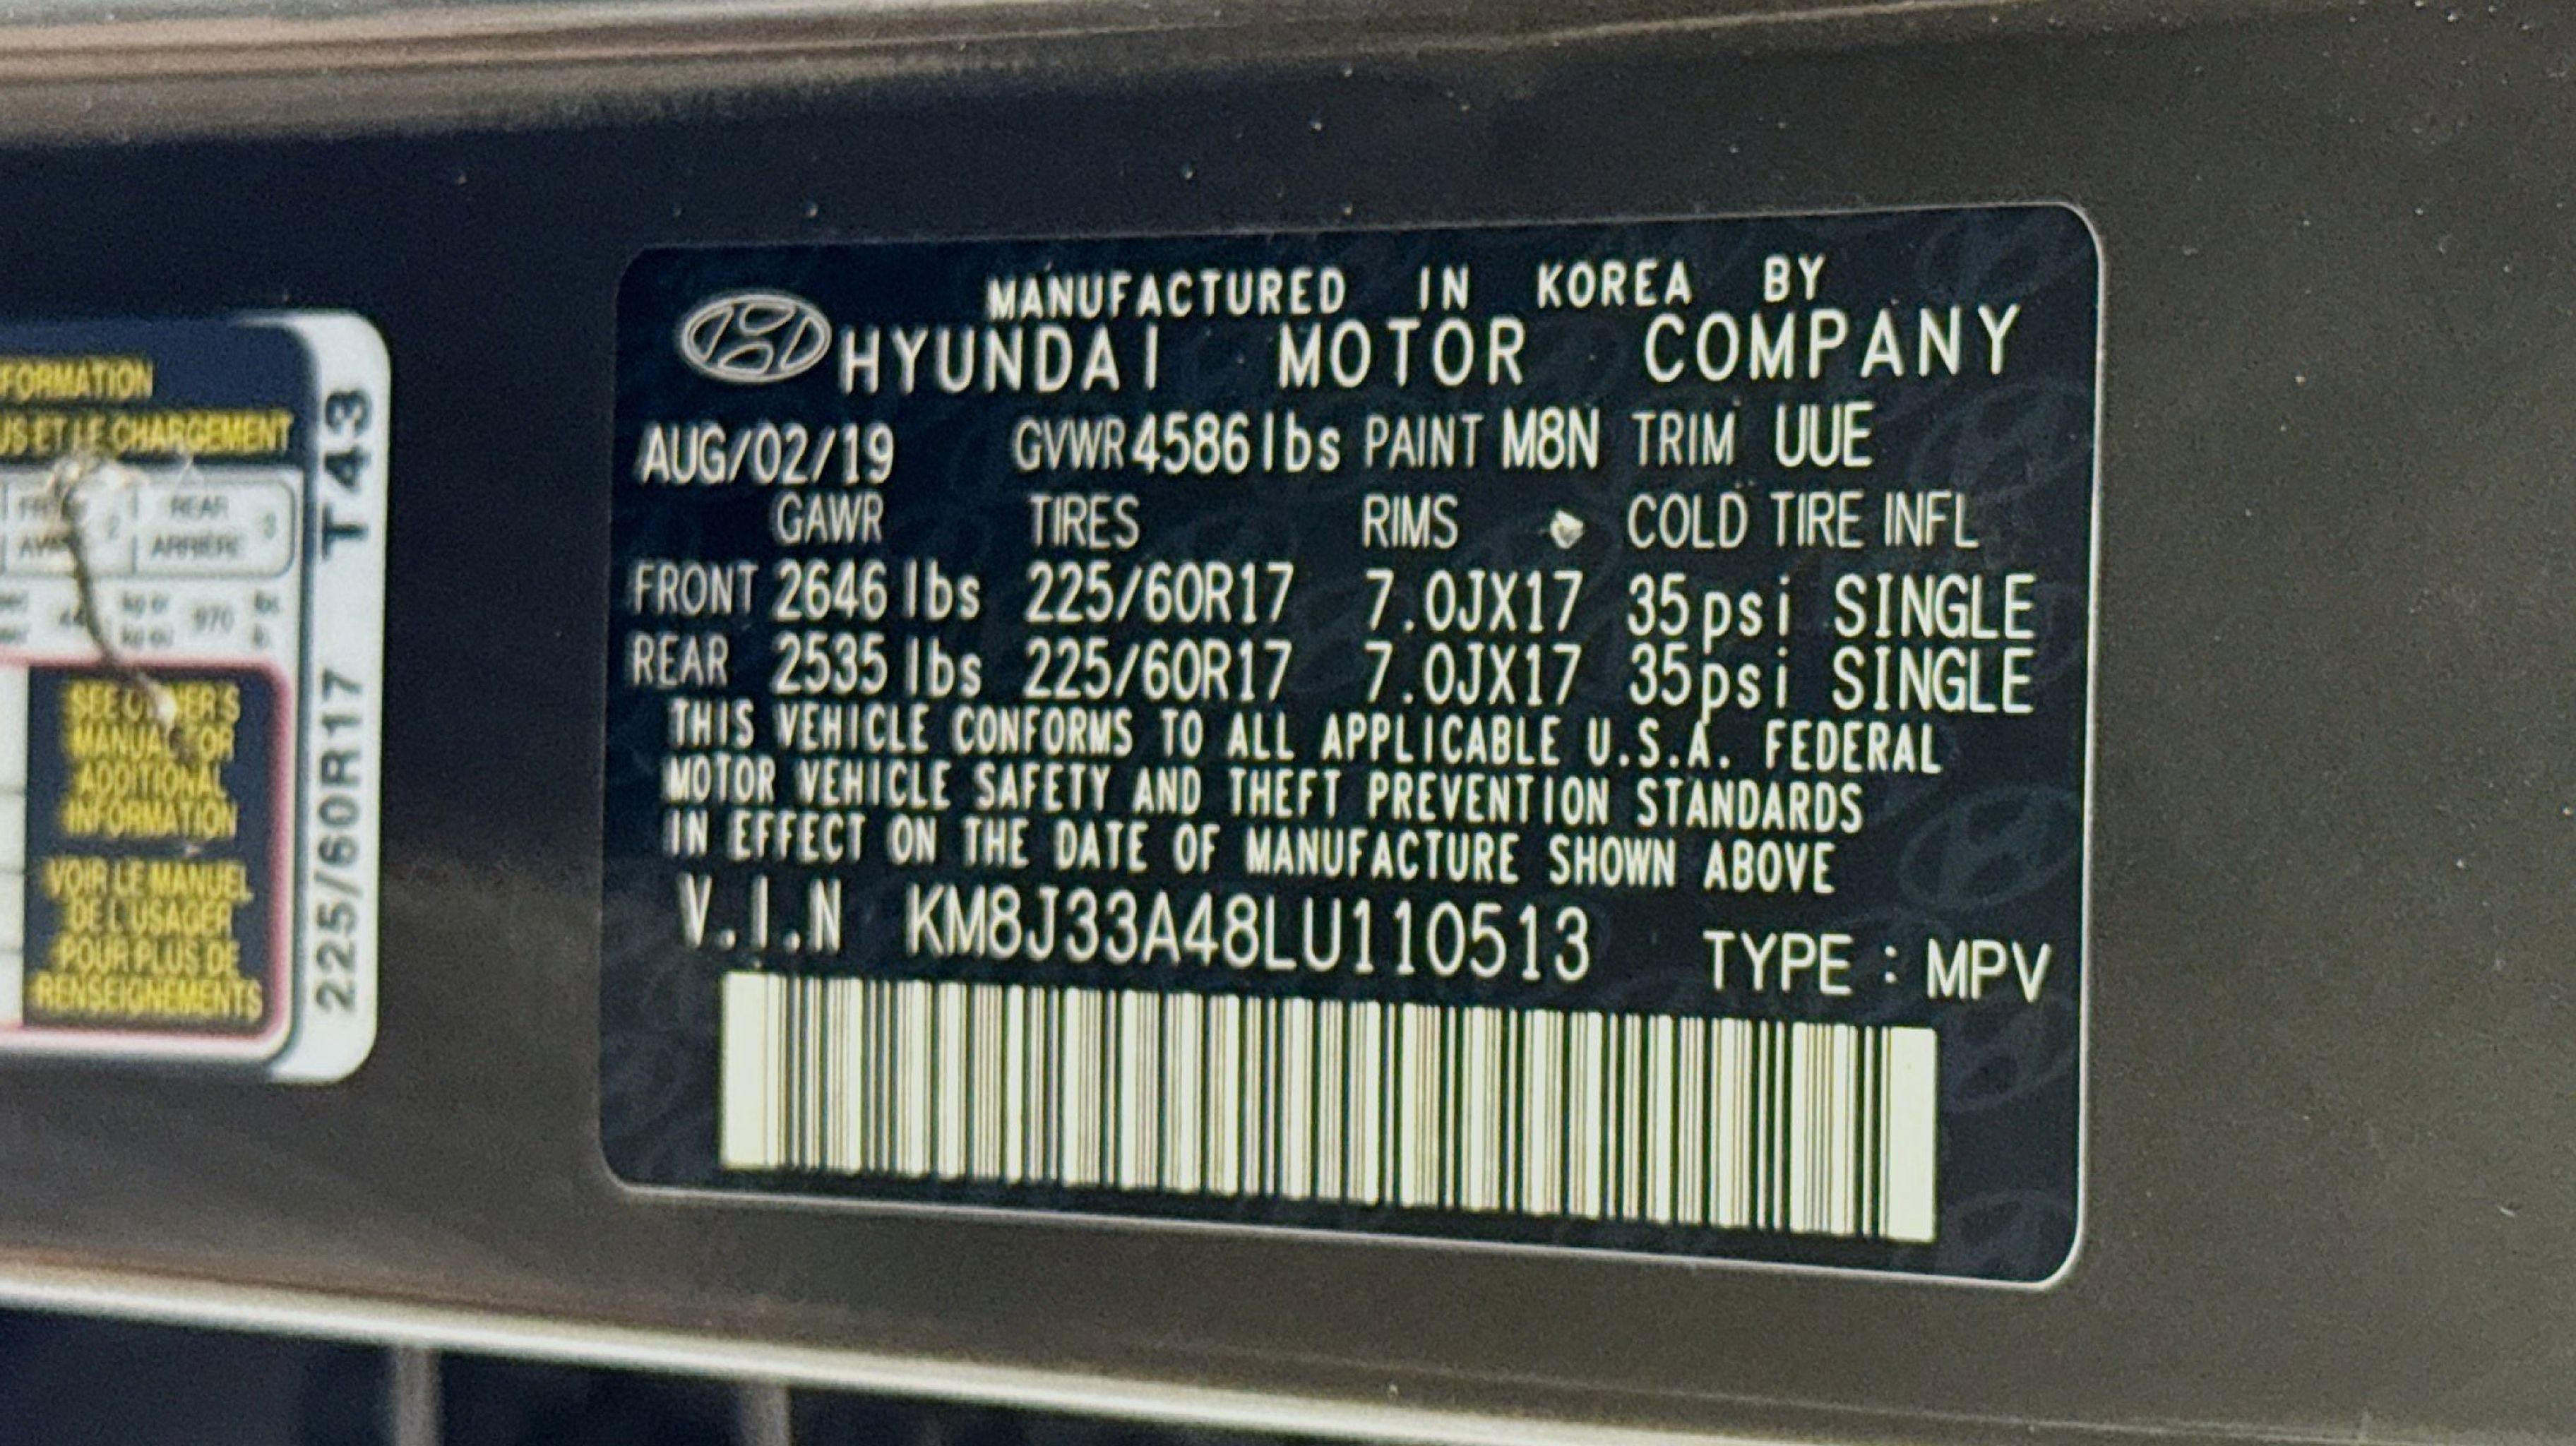 MANUFACTURED IN KOREA BY
HYUNDAI MOTOR COMPANY
AUG/02/19 GVWR 4586 lbs PAINT M8N TRIM UUE
GAWR TIRES RIMS COLD TIRE INFL
FRONT 2646 lbs 225/60R17 7.0JX17 35psi SINGLE
REAR 2535 lbs 225/60R17 7.0JX17 35psi SINGLE
THIS VEHICLE CONFORMS TO ALL APPLICABLE U.S.A. FEDERAL
MOTOR VEHICLE SAFETY AND THEFT PREVENTION STANDARDS
IN EFFECT ON THE DATE OF MANUFACTURE SHOWN ABOVE
V.I.N KM8J33A48LU110513 TYPE : MPV
FORMATION
US ET LE CHARGEMENT
REAR 3
ARRIÈRE
970
SEE OWNER'S
MANUAL FOR
ADDITIONAL
INFORMATION
VOIR LE MANUEL
DE L'USAGER
POUR PLUS DE
RENSEIGNEMENTS
225/60R17 T43